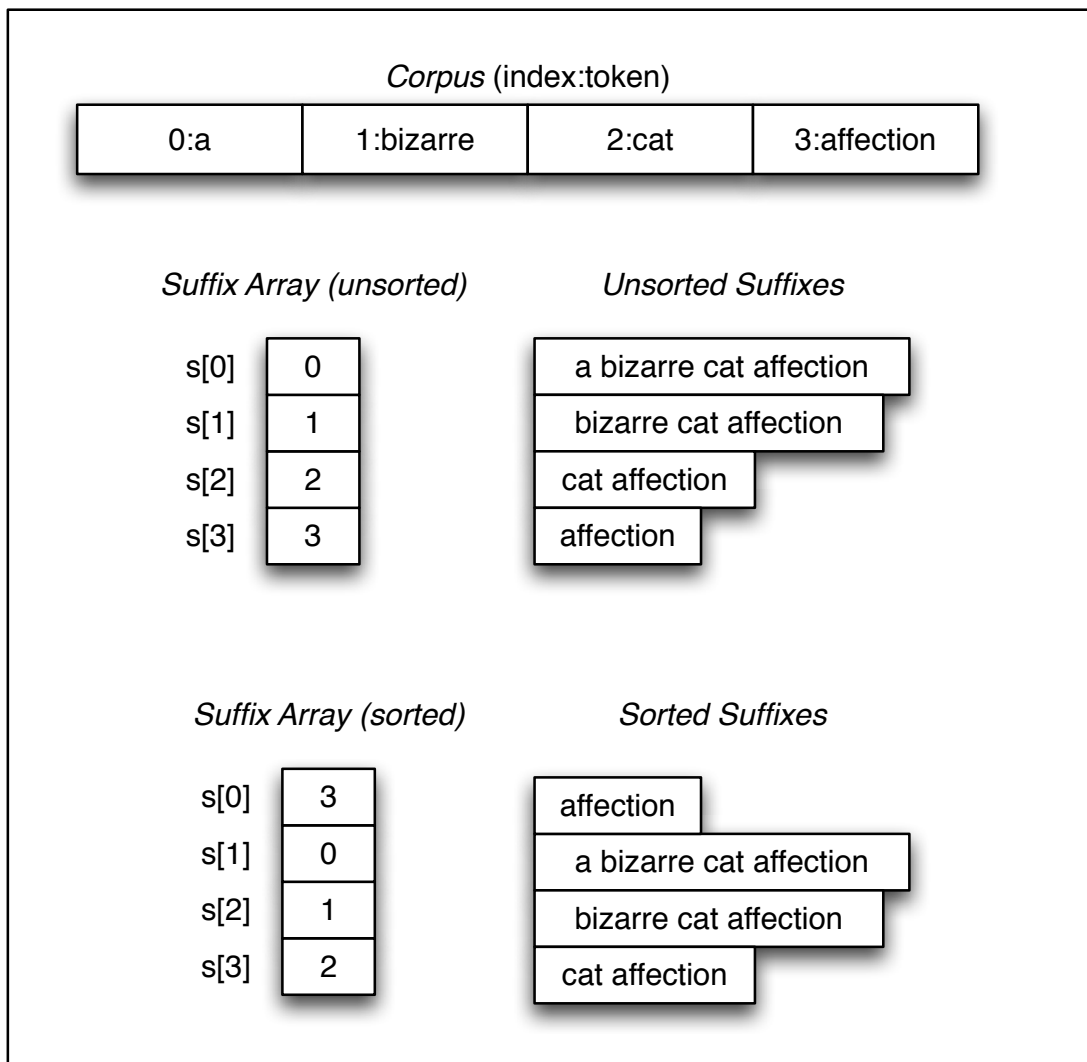 Corpus (index:token)
0:a 1:bizarre 2:cat 3:affection
Suffix Array (unsorted) Unsorted Suffixes
s[0] 0 a bizarre cat affection
s[1] 1 bizarre cat affection
s[2] 2 cat affection
s[3] 3 affection
Suffix Array (sorted) Sorted Suffixes
s[0] 3 affection
s[1] 0 a bizarre cat affection
s[2] 1 bizarre cat affection
s[3] 2 cat affection